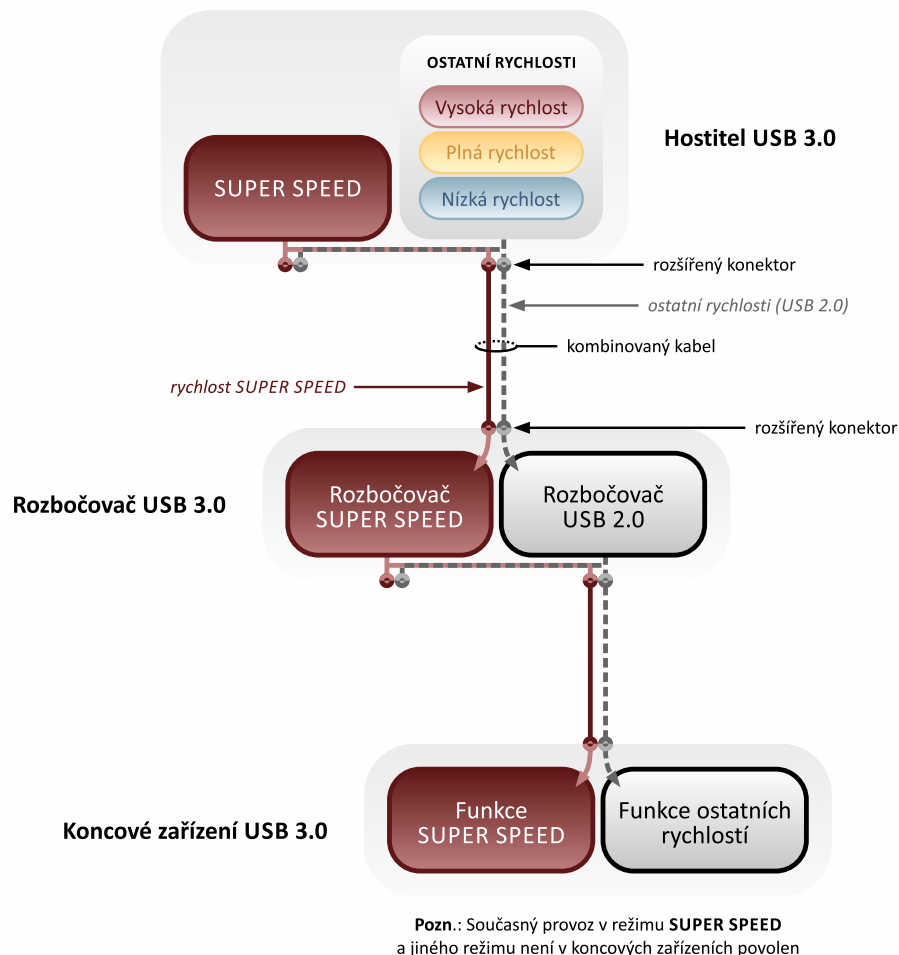 OSTATNÍ RYCHLOSTI
Vysoká rychlost
Plná rychlost
Nízká rychlost
SUPER SPEED
Hostitel USB 3.0
rozšířený konektor
ostatní rychlosti (USB 2.0)
kombinovaný kabel
rychlost SUPER SPEED
rozšířený konektor
Rozbočovač USB 3.0
Rozbočovač
SUPER SPEED
Rozbočovač
USB 2.0
Koncové zařízení USB 3.0
Funkce
SUPER SPEED
Funkce ostatních
rychlostí
Pozn.: Současný provoz v režimu SUPER SPEED
a jiného režimu není v koncových zařízeních povolen